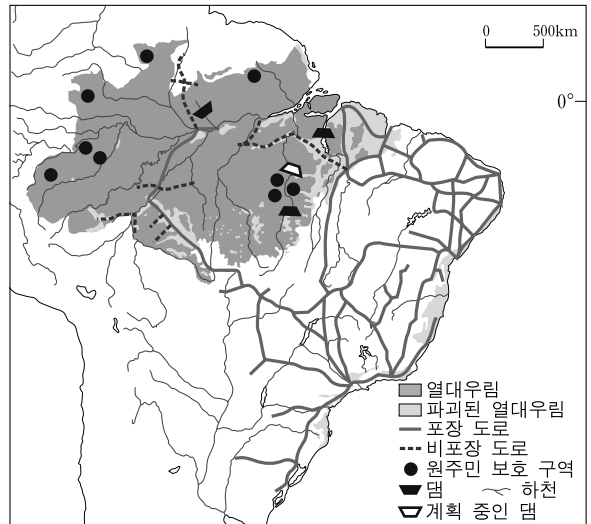 0 500km
0°
열대우림
파괴된 열대우림
포장 도로
비포장 도로
원주민 보호 구역
댐 하천
계획 중인 댐